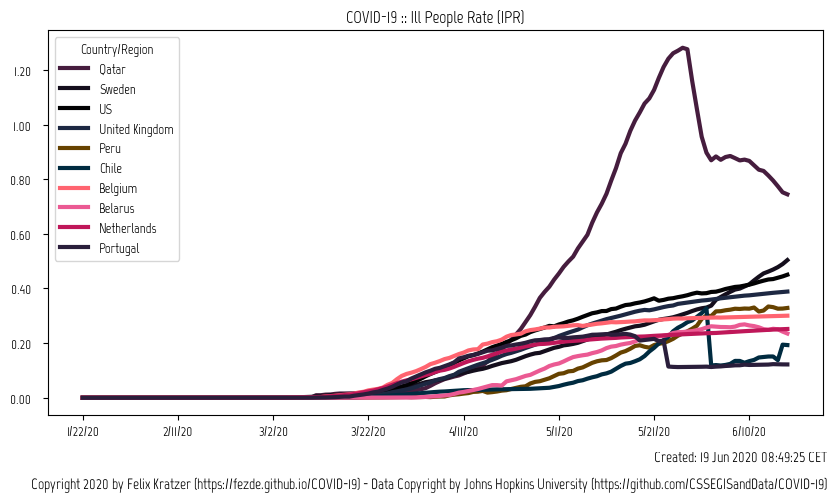 COVID-19 :: Ill People Rate (IPR)
Country/Region
Qatar
Sweden
US
United Kingdom
Peru
Chile
Belgium
Belarus
Netherlands
Portugal
1.20
1.00
0.80
0.60
0.40
0.20
0.00
1/22/20 2/11/20 3/2/20 3/22/20 4/11/20 5/1/20 5/21/20 6/10/20
Created: 19 Jun 2020 08:49:25 CET
Copyright 2020 by Felix Kratzer (https://fezde.github.io/COVID-19) - Data Copyright by Johns Hopkins University (https://github.com/CSSEGISandData/COVID-19)